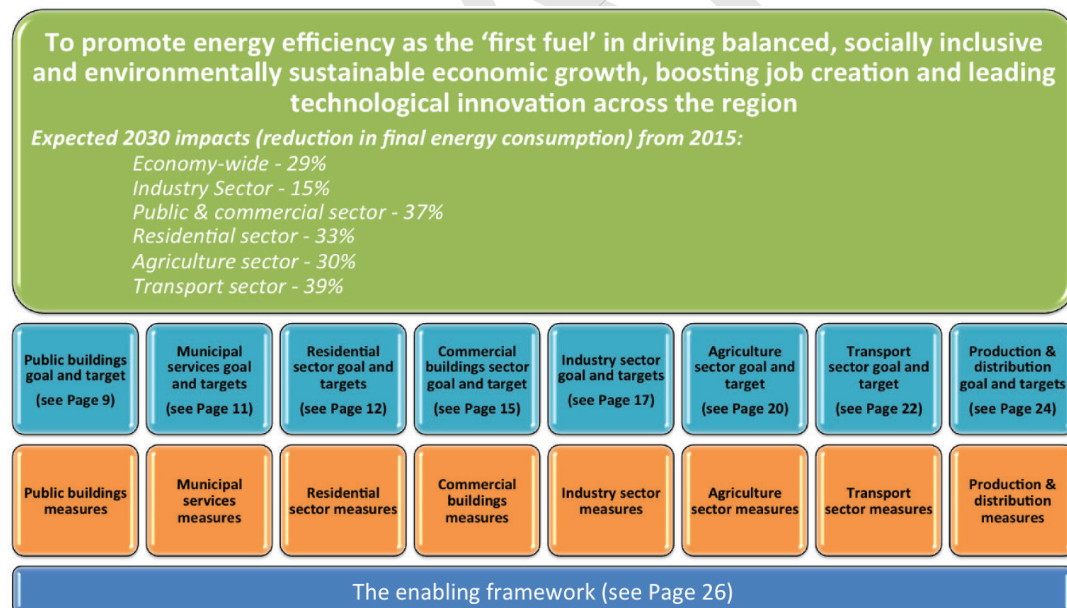 To promote energy efficiency as the ‘first fuel’ in driving balanced, socially inclusive
and environmentally sustainable economic growth, boosting job creation and leading
technological innovation across the region
Expected 2030 impacts (reduction in final energy consumption) from 2015:
Economy-wide - 29%
Industry Sector - 15%
Public & commercial sector - 37%
Residential sector - 33%
Agriculture sector - 30%
Transport sector - 39%
Public buildings
goal and target
(see Page 9)
Municipal
services goal
and targets
(see Page 11)
Residential
sector goal and
targets
(see Page 12)
Commercial
buildings sector
goal and target
(see Page 15)
Industry sector
goal and targets
(see Page 17)
Agriculture
sector goal and
target
(see Page 20)
Transport
sector goal and
target
(see Page 22)
Production &
distribution
goal and targets
(see Page 24)
Public buildings
measures
Municipal
services
measures
Residential
sector measures
Commercial
buildings
measures
Industry sector
measures
Agriculture
sector measures
Transport
sector measures
Production &
distribution
measures
The enabling framework (see Page 26)